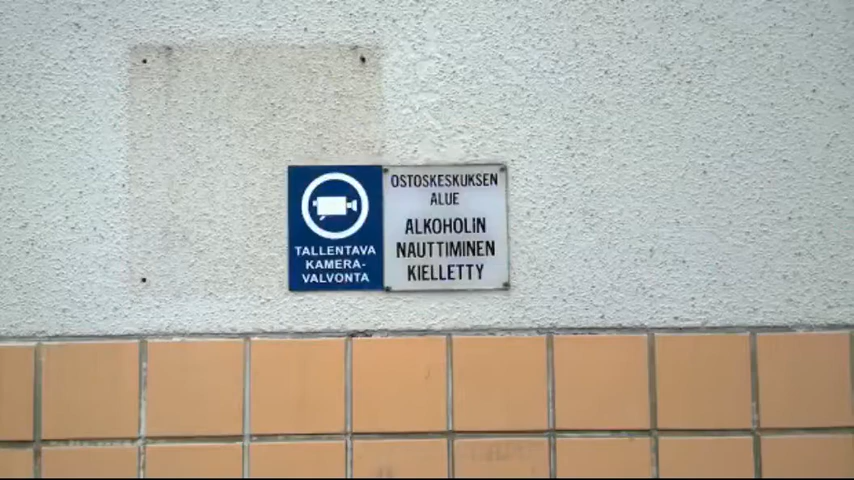 TALLENTAVA
KAMERA-
VALVONTA
OSTOSKESKUKSEN
ALUE
ALKOHOLIN
NAUTTIMINEN
KIELLETTY